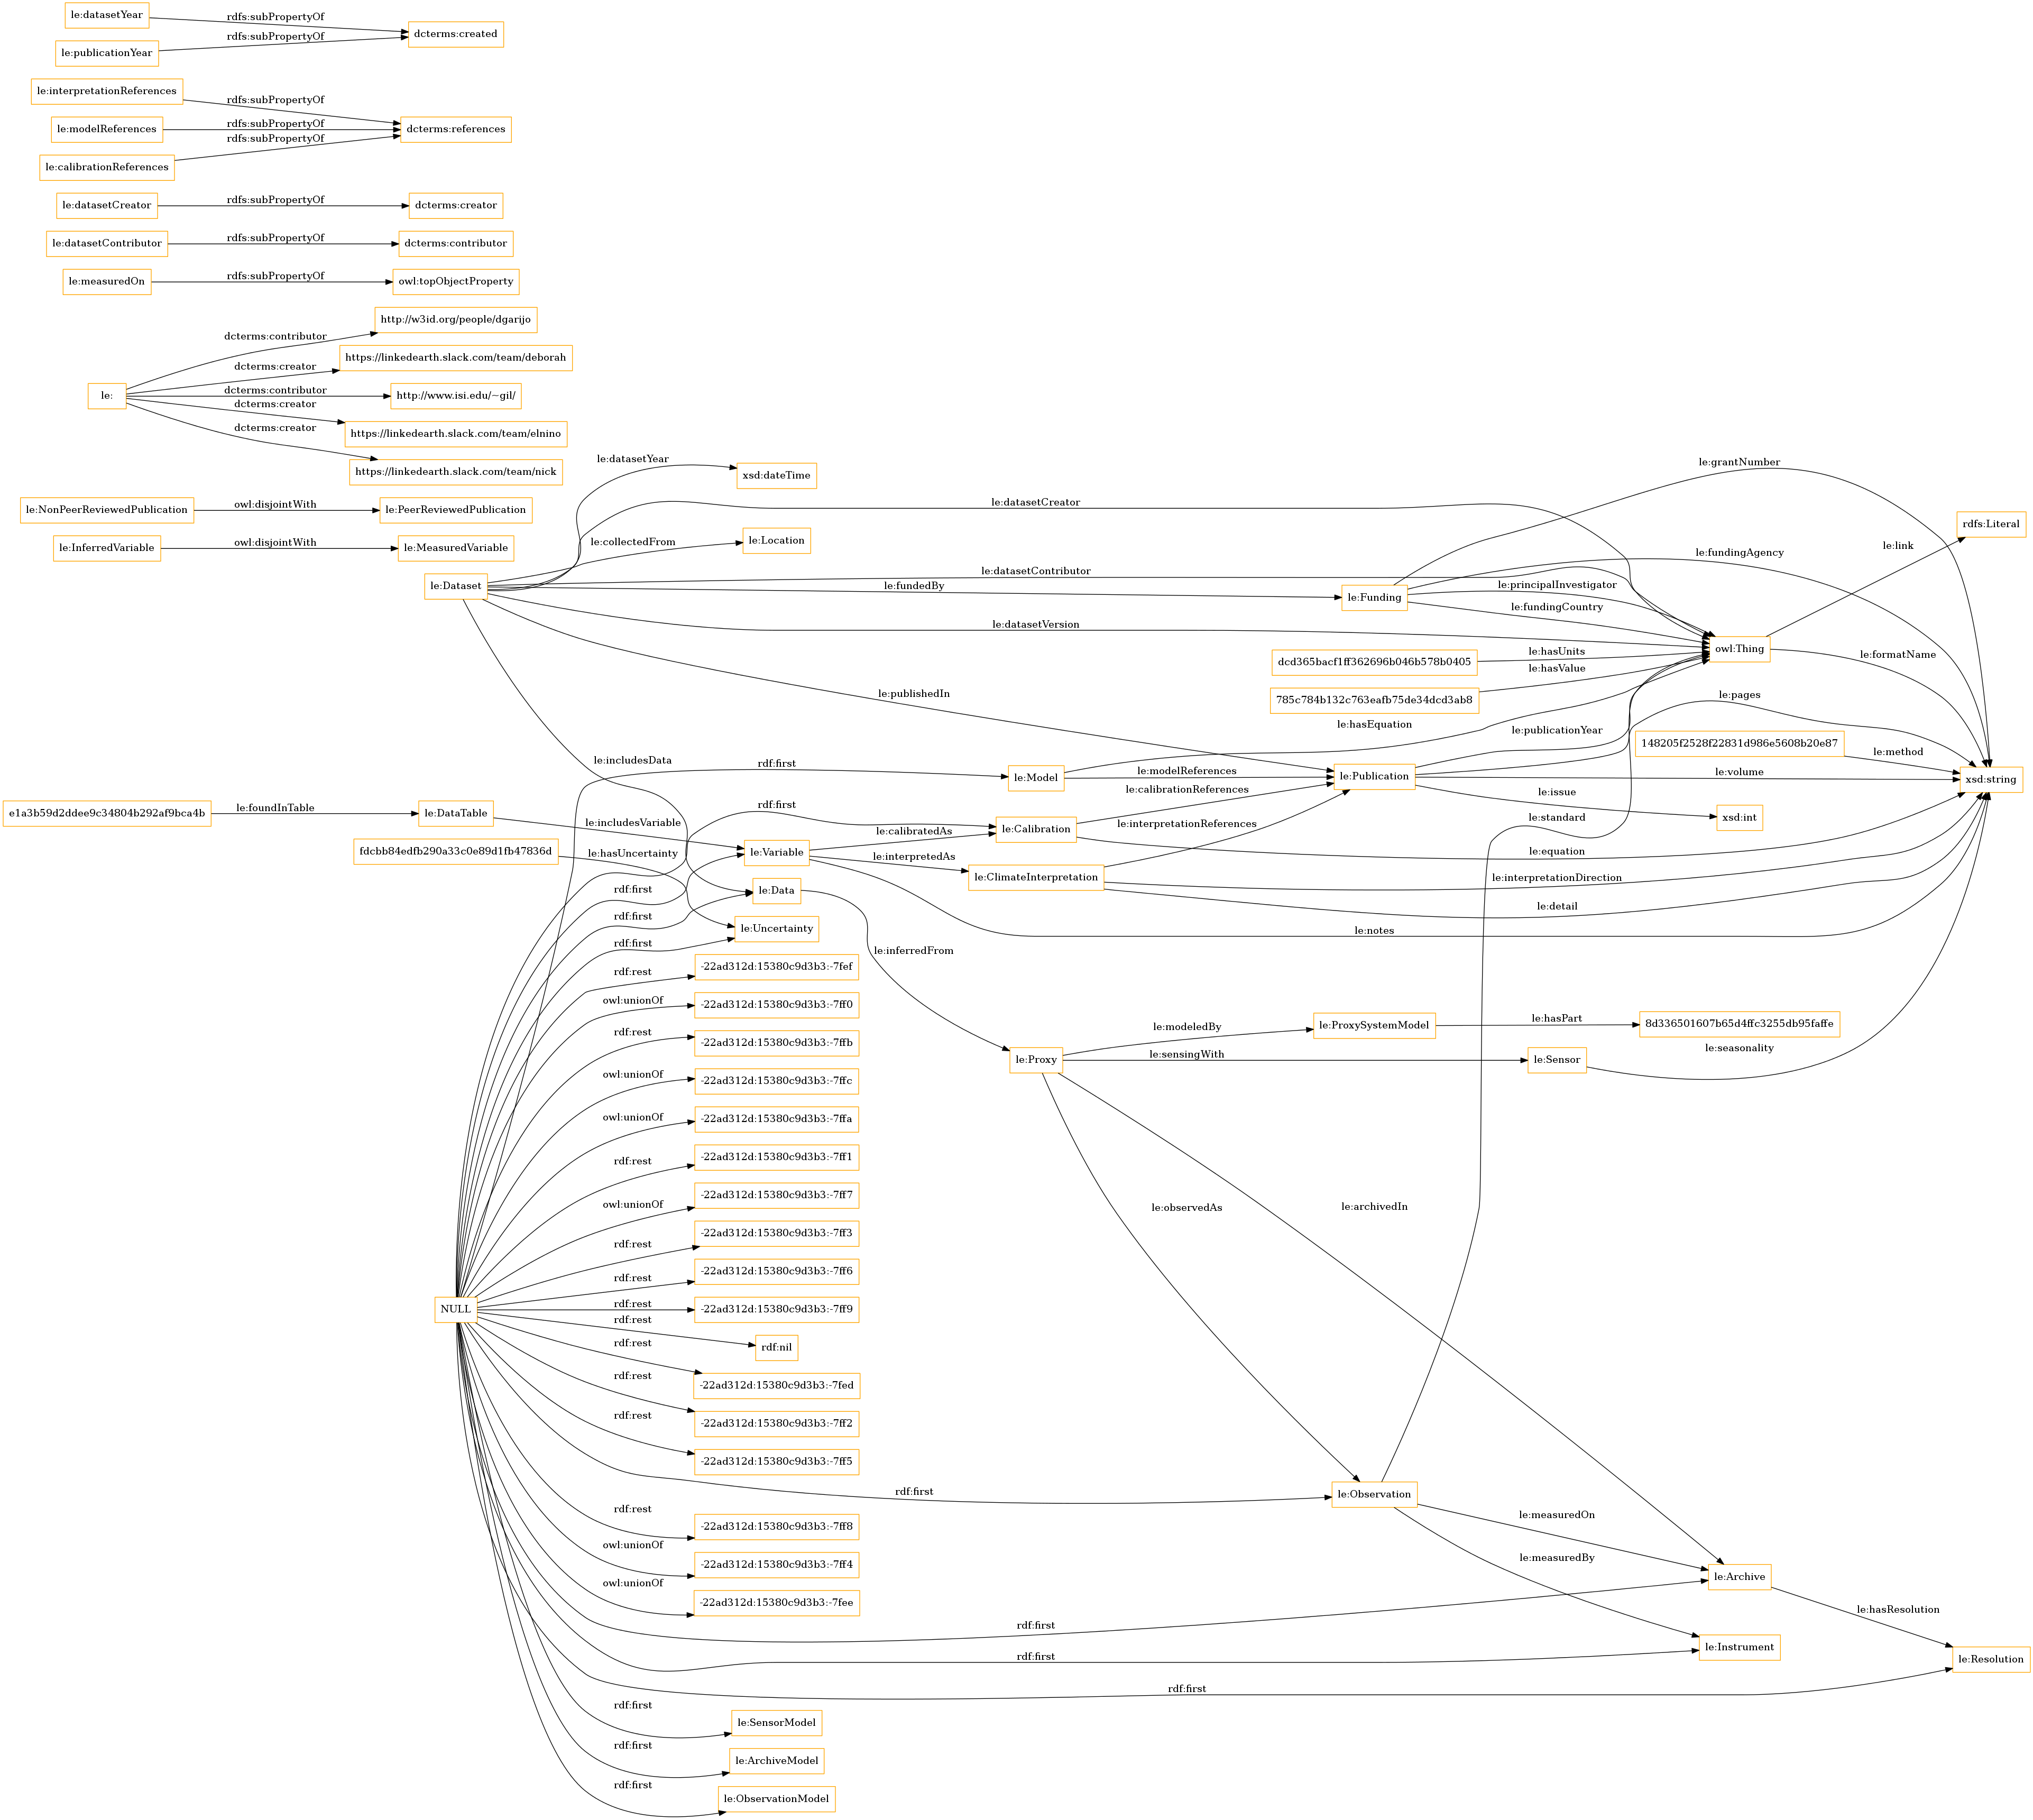 le:datasetYear
rdfs:subPropertyOf
dcterms:created
le:publicationYear
rdfs:subPropertyOf
le:interpretationReferences
rdfs:subPropertyOf
le:modelReferences
rdfs:subPropertyOf
dcterms:references
le:calibrationReferences
rdfs:subPropertyOf
le:datasetCreator
rdfs:subPropertyOf
dcterms:creator
le:datasetContributor
rdfs:subPropertyOf
dcterms:contributor
le:measuredOn
rdfs:subPropertyOf
owl:topObjectProperty
le:
dcterms:contributor
http://w3id.org/people/dgarijo
dcterms:creator
https://linkedearth.slack.com/team/deborah
dcterms:contributor
http://www.isi.edu/~gil/
dcterms:creator
https://linkedearth.slack.com/team/elnino
dcterms:creator
https://linkedearth.slack.com/team/nick
le:NonPeerReviewedPublication
owl:disjointWith
le:PeerReviewedPublication
le:InferredVariable
owl:disjointWith
le:MeasuredVariable
le:Dataset
le:datasetYear
xsd:dateTime
le:datasetCreator
le:collectedFrom
le:Location
le:datasetContributor
le:fundedBy
le:datasetVersion
le:publishedIn
le:includesData
le:Funding
le:grantNumber
le:fundingAgency
le:principalInvestigator
le:fundingCountry
rdfs:Literal
le:link
owl:Thing
le:formatName
dcd365bacf1ff362696b046b578b0405
le:hasUnits
785c784b132c763eafb75de34dcd3ab8
le:hasValue
le:hasEquation
le:publicationYear
le:pages
148205f2528f22831d986e5608b20e87
le:method
xsd:string
le:Model
le:modelReferences
le:Publication
le:volume
le:issue
xsd:int
le:calibrationReferences
le:standard
e1a3b59d2ddee9c34804b292af9bca4b
le:foundInTable
le:DataTable
le:includesVariable
fdcbb84edfb290a33c0e89d1fb47836d
le:hasUncertainty
le:Variable
le:calibratedAs
le:Calibration
le:equation
le:interpretedAs
le:ClimateInterpretation
le:interpretationReferences
le:interpretationDirection
le:detail
le:notes
le:Data
le:inferredFrom
le:Uncertainty
le:Proxy
le:modeledBy
le:ProxySystemModel
le:hasPart
8d336501607b65d4ffc3255db95faffe
le:sensingWith
le:Sensor
le:seasonality
le:observedAs
le:archivedIn
NULL
rdf:first
rdf:first
rdf:first
rdf:first
rdf:first
rdf:rest
-22ad312d:15380c9d3b3:-7fef
owl:unionOf
-22ad312d:15380c9d3b3:-7ff0
rdf:rest
-22ad312d:15380c9d3b3:-7ffb
owl:unionOf
-22ad312d:15380c9d3b3:-7ffc
owl:unionOf
-22ad312d:15380c9d3b3:-7ffa
rdf:rest
-22ad312d:15380c9d3b3:-7ff1
owl:unionOf
-22ad312d:15380c9d3b3:-7ff7
rdf:rest
-22ad312d:15380c9d3b3:-7ff3
rdf:rest
-22ad312d:15380c9d3b3:-7ff6
rdf:rest
-22ad312d:15380c9d3b3:-7ff9
rdf:rest
rdf:nil
rdf:rest
-22ad312d:15380c9d3b3:-7fed
rdf:rest
-22ad312d:15380c9d3b3:-7ff2
rdf:rest
-22ad312d:15380c9d3b3:-7ff5
rdf:first
le:Observation
le:measuredOn
le:measuredBy
rdf:rest
-22ad312d:15380c9d3b3:-7ff8
owl:unionOf
-22ad312d:15380c9d3b3:-7ff4
owl:unionOf
-22ad312d:15380c9d3b3:-7fee
rdf:first
le:Archive
le:hasResolution
rdf:first
le:Instrument
rdf:first
le:Resolution
rdf:first
le:SensorModel
rdf:first
le:ArchiveModel
rdf:first
le:ObservationModel